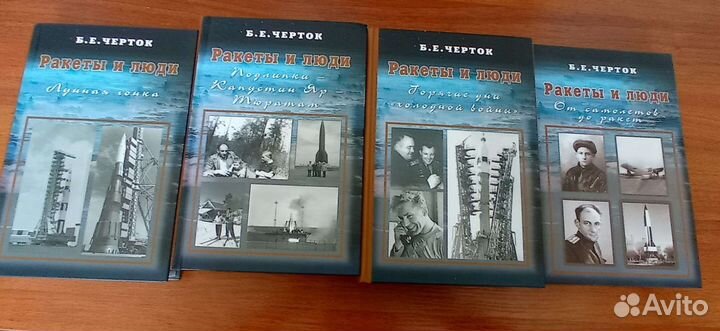 Б.Е.ЧЕРТОК
Ракеты и люди
Лунная гонка
Б.Е.ЧЕРТОК
Ракеты и люди
Подлипки –
Капустин Яр
Тюратам
Б.Е.ЧЕРТОК
Ракеты и люди
Горячие дни
«холодной войны»
Б.Е.ЧЕРТОК
Ракеты и люди
От самолетов
до ракет
Avito